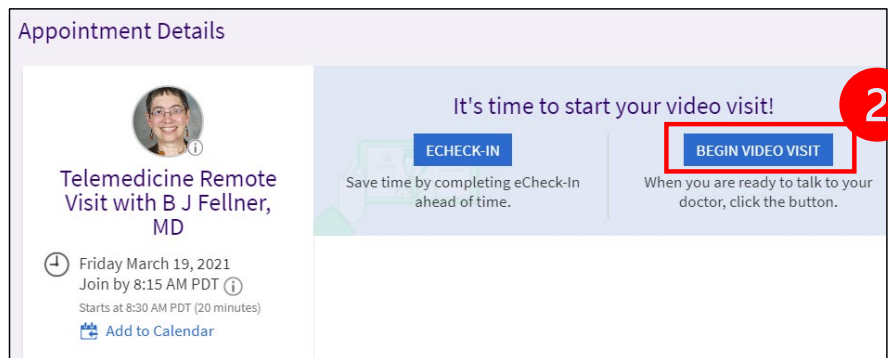 Appointment Details
It's time to start your video visit!
2
ECHECK-IN
BEGIN VIDEO VISIT
Save time by completing eCheck-In
ahead of time.
When you are ready to talk to your
doctor, click the button.
i
Telemedicine Remote
Visit with B J Fellner,
MD
Friday March 19, 2021
Join by 8:15 AM PDT i
Starts at 8:30 AM PDT (20 minutes)
Add to Calendar